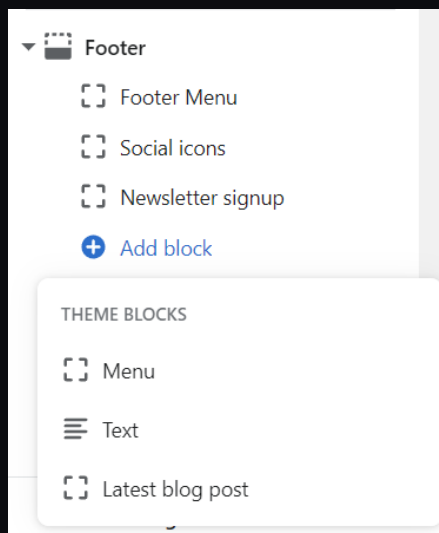 Footer
Footer Menu
Social icons
Newsletter signup
Add block
THEME BLOCKS
Menu
Text
Latest blog post